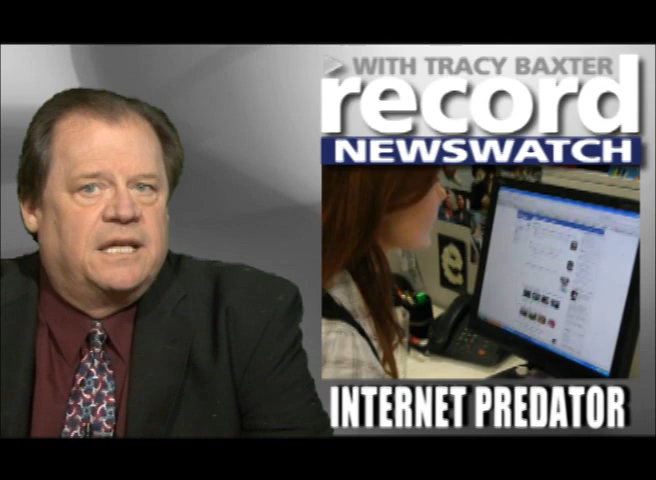 WITH TRACY BAXTER
record
NEWSWATCH
e
INTERNET PREDATOR